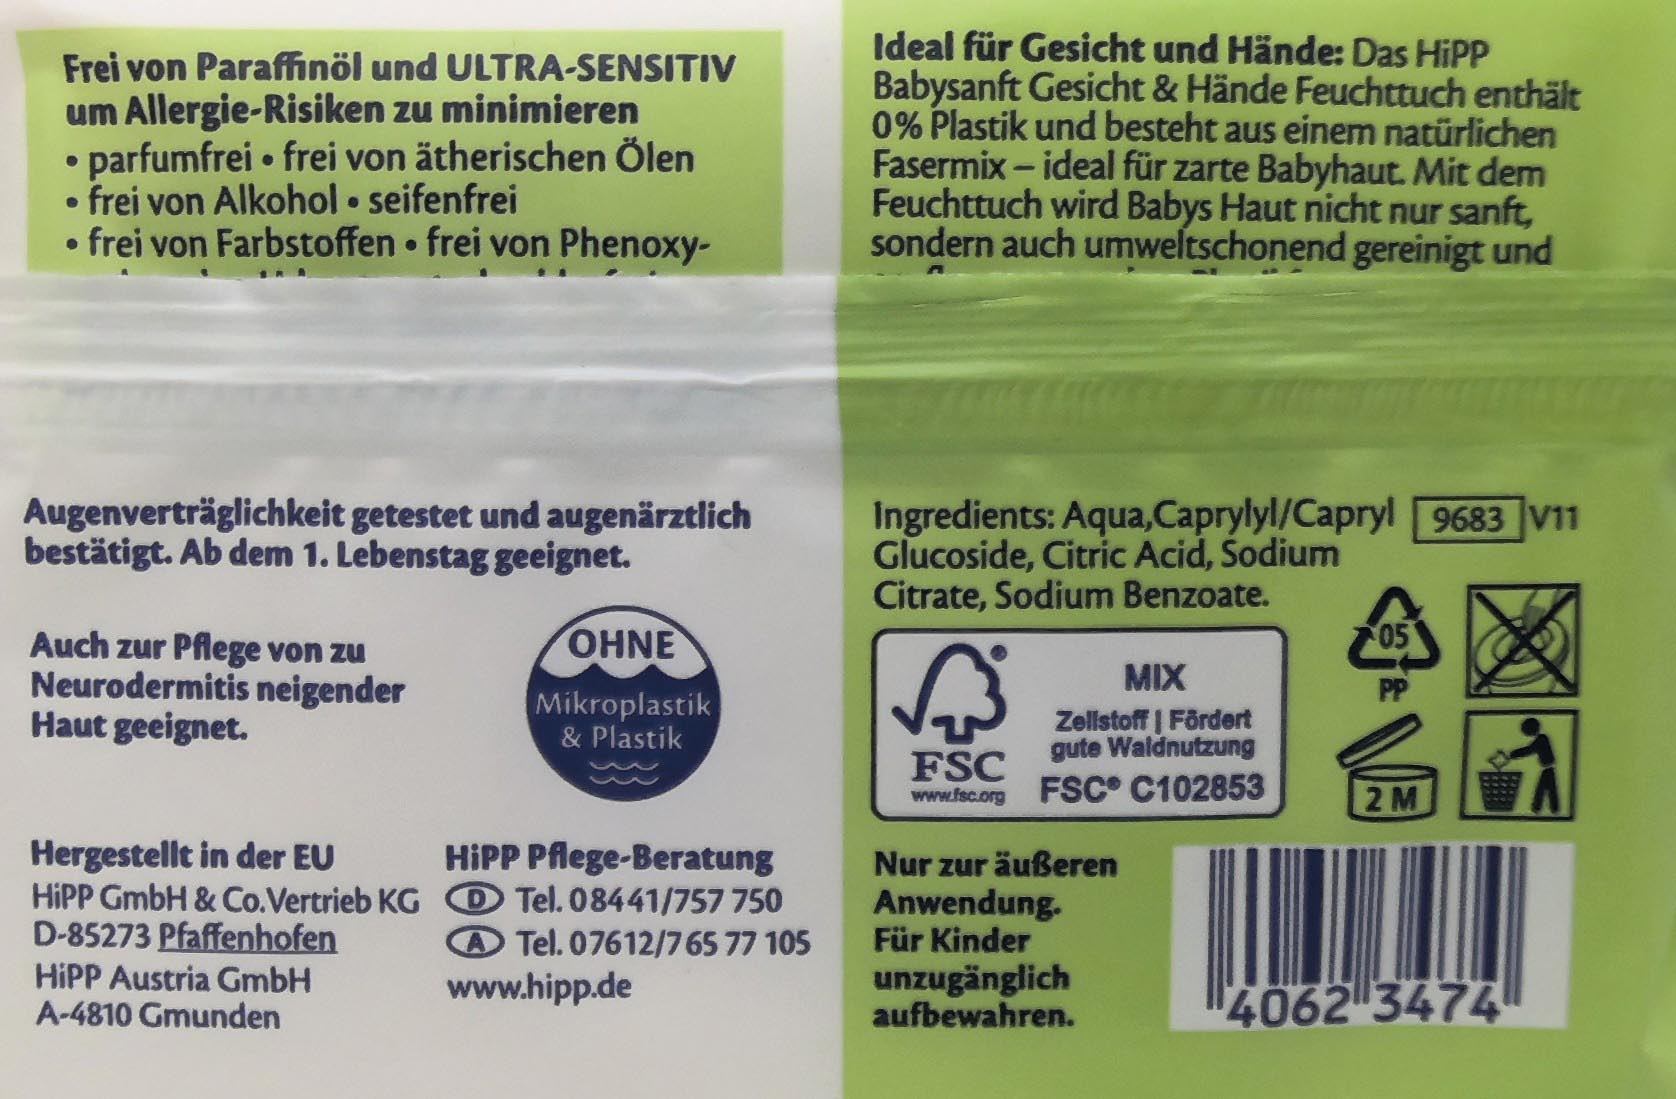 Frei von Paraffinöl und ULTRA-SENSITIV
um Allergie-Risiken zu minimieren
• parfumfrei • frei von ätherischen Ölen
• frei von Alkohol • seifenfrei
• frei von Farbstoffen • frei von Phenoxy-
Augenverträglichkeit getestet und augenärztlich
bestätigt. Ab dem 1. Lebenstag geeignet.
Auch zur Pflege von zu
Neurodermitis neigender
Haut geeignet.
OHNE
Mikroplastik
& Plastik
Hergestellt in der EU
HiPP GmbH & Co.Vertrieb KG
D-85273 Pfaffenhofen
HiPP Austria GmbH
A-4810 Gmunden
HiPP Pflege-Beratung
D Tel. 08441/757 750
A Tel. 07612/765 77 105
www.hipp.de
Ideal für Gesicht und Hände: Das HiPP
Babysanft Gesicht & Hände Feuchttuch enthält
0% Plastik und besteht aus einem natürlichen
Fasermix – ideal für zarte Babyhaut. Mit dem
Feuchttuch wird Babys Haut nicht nur sanft,
sondern auch umweltschonend gereinigt und
Ingredients: Aqua,Caprylyl/Capryl
Glucoside, Citric Acid, Sodium
Citrate, Sodium Benzoate.
9683 V11
05
PP
2 M
FSC
www.fsc.org
MIX
Zellstoff | Fördert
gute Waldnutzung
FSC® C102853
Nur zur äußeren
Anwendung.
Für Kinder
unzugänglich
aufbewahren.
4062 3474